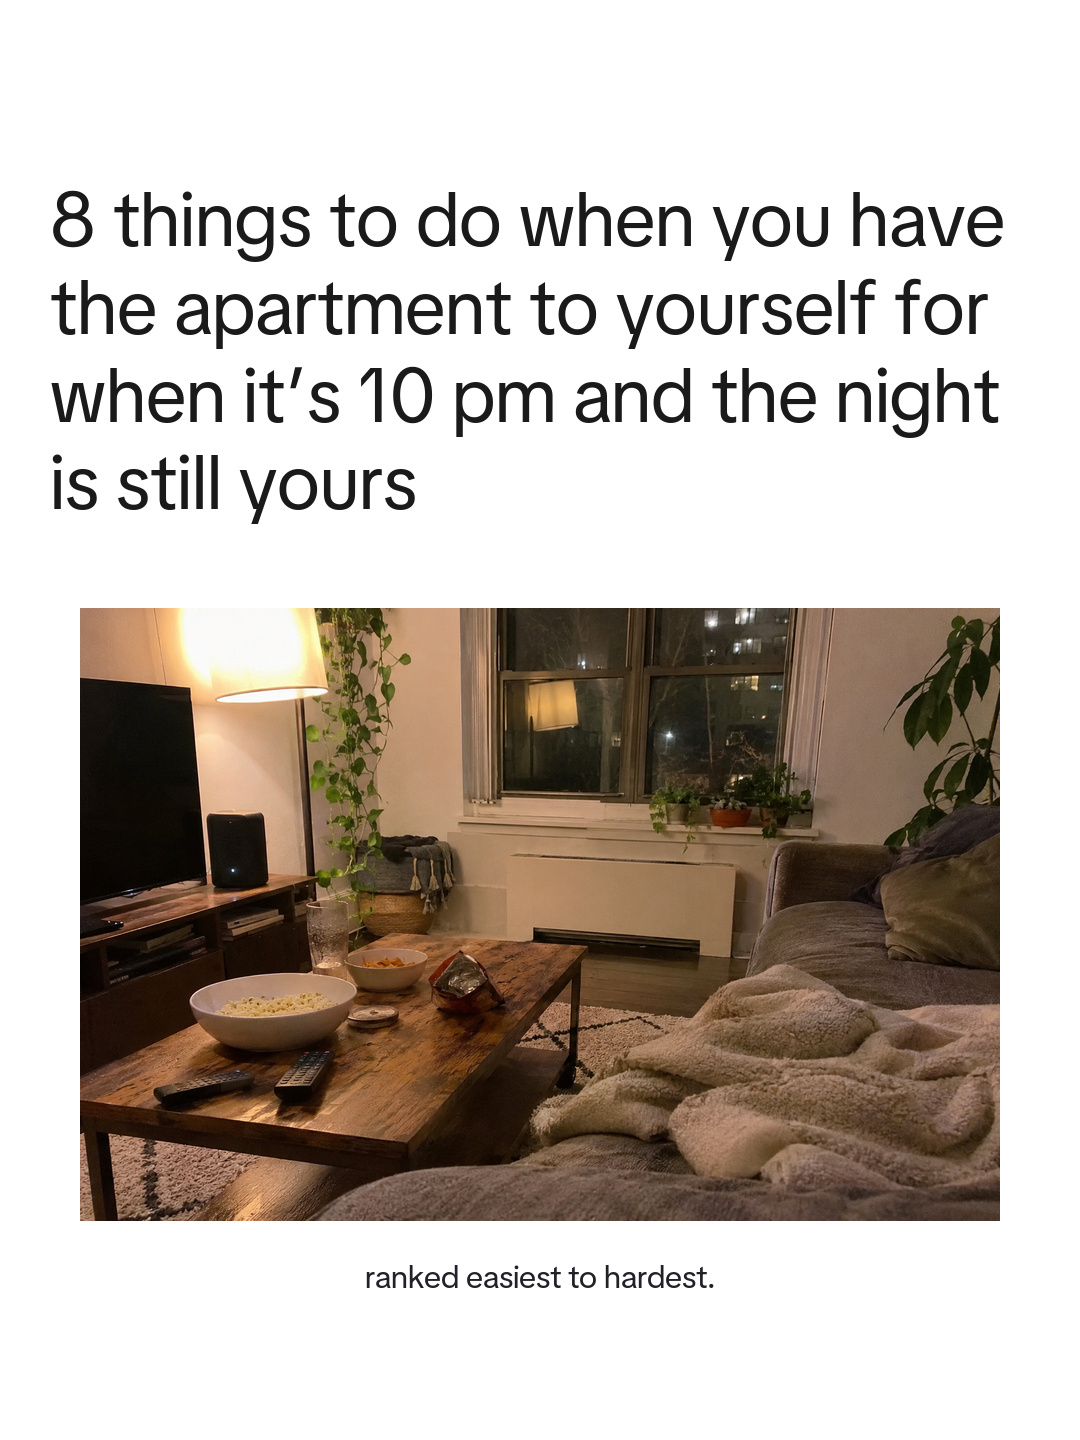 8 things to do when you have
the apartment to yourself for
when it’s 10 pm and the night
is still yours
ranked easiest to hardest.